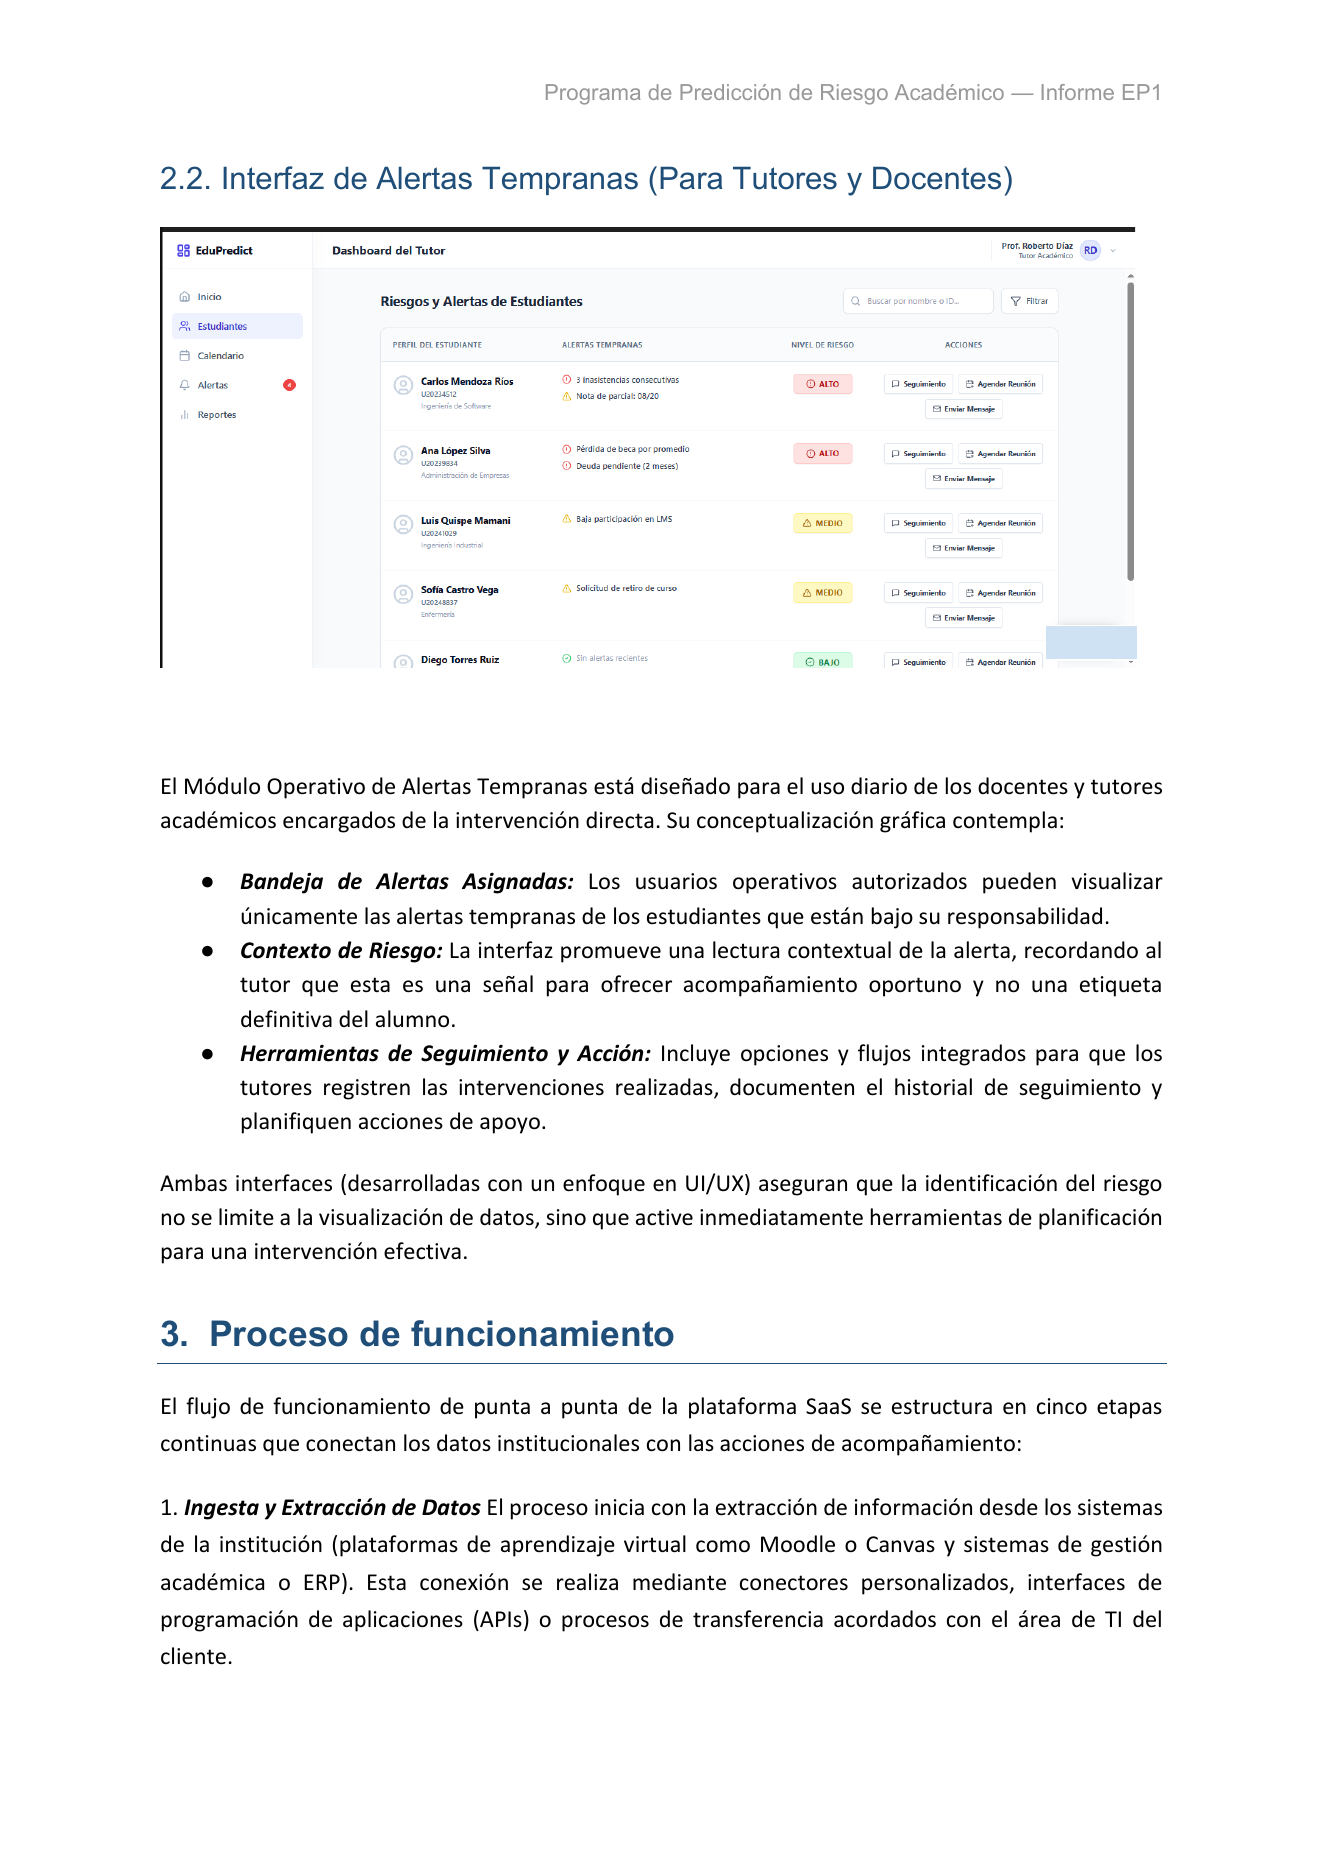 Programa de Predicción de Riesgo Académico — Informe EP1
2.2. Interfaz de Alertas Tempranas (Para Tutores y Docentes)
EduPredict
Dashboard del Tutor
Prof. Roberto Díaz
Tutor Académico
RD
Inicio
Estudiantes
Calendario
Alertas
4
Reportes
Riesgos y Alertas de Estudiantes
Buscar por nombre o ID...
Filtrar
PERFIL DEL ESTUDIANTE ALERTAS TEMPRANAS NIVEL DE RIESGO ACCIONES
Carlos Mendoza Ríos
U20234512
Ingeniería de Software
3 inasistencias consecutivas
Nota de parcial: 08/20
ALTO
Seguimiento Agendar Reunión
Enviar Mensaje
Ana López Silva
U20239834
Administración de Empresas
Pérdida de beca por promedio
Deuda pendiente (2 meses)
ALTO
Seguimiento Agendar Reunión
Enviar Mensaje
Luis Quispe Mamani
U20241029
Ingeniería Industrial
Baja participación en LMS
MEDIO
Seguimiento Agendar Reunión
Enviar Mensaje
Sofía Castro Vega
U20248837
Enfermería
Solicitud de retiro de curso
MEDIO
Seguimiento Agendar Reunión
Enviar Mensaje
Diego Torres Ruiz
Sin alertas recientes
BAJO
Seguimiento Agendar Reunión
El Módulo Operativo de Alertas Tempranas está diseñado para el uso diario de los docentes y tutores
académicos encargados de la intervención directa. Su conceptualización gráfica contempla:
● Bandeja de Alertas Asignadas: Los usuarios operativos autorizados pueden visualizar
únicamente las alertas tempranas de los estudiantes que están bajo su responsabilidad.
● Contexto de Riesgo: La interfaz promueve una lectura contextual de la alerta, recordando al
tutor que esta es una señal para ofrecer acompañamiento oportuno y no una etiqueta
definitiva del alumno.
● Herramientas de Seguimiento y Acción: Incluye opciones y flujos integrados para que los
tutores registren las intervenciones realizadas, documenten el historial de seguimiento y
planifiquen acciones de apoyo.
Ambas interfaces (desarrolladas con un enfoque en UI/UX) aseguran que la identificación del riesgo
no se limite a la visualización de datos, sino que active inmediatamente herramientas de planificación
para una intervención efectiva.
3. Proceso de funcionamiento
El flujo de funcionamiento de punta a punta de la plataforma SaaS se estructura en cinco etapas
continuas que conectan los datos institucionales con las acciones de acompañamiento:
1. Ingesta y Extracción de Datos El proceso inicia con la extracción de información desde los sistemas
de la institución (plataformas de aprendizaje virtual como Moodle o Canvas y sistemas de gestión
académica o ERP). Esta conexión se realiza mediante conectores personalizados, interfaces de
programación de aplicaciones (APIs) o procesos de transferencia acordados con el área de TI del
cliente.